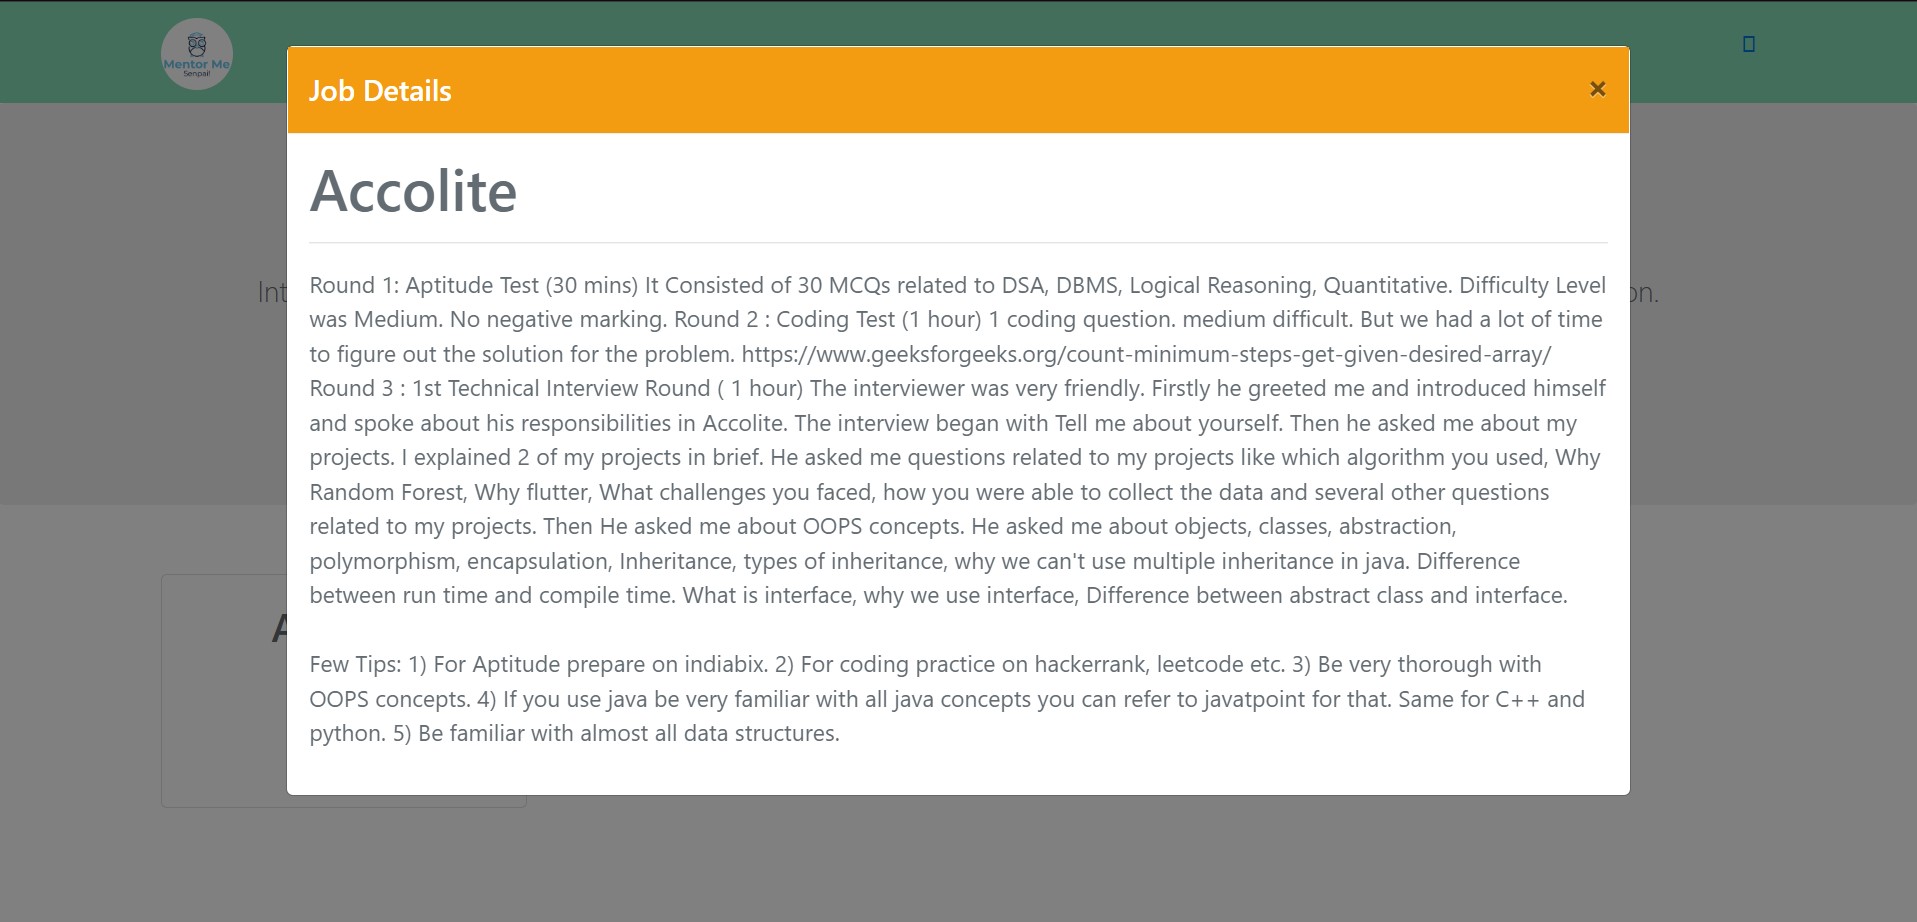 Mentor Me
Senpai!
Job Details
×
Accolite
Int
on.
Round 1: Aptitude Test (30 mins) It Consisted of 30 MCQs related to DSA, DBMS, Logical Reasoning, Quantitative. Difficulty Level
was Medium. No negative marking. Round 2 : Coding Test (1 hour) 1 coding question. medium difficult. But we had a lot of time
to figure out the solution for the problem. https://www.geeksforgeeks.org/count-minimum-steps-get-given-desired-array/
Round 3 : 1st Technical Interview Round ( 1 hour) The interviewer was very friendly. Firstly he greeted me and introduced himself
and spoke about his responsibilities in Accolite. The interview began with Tell me about yourself. Then he asked me about my
projects. I explained 2 of my projects in brief. He asked me questions related to my projects like which algorithm you used, Why
Random Forest, Why flutter, What challenges you faced, how you were able to collect the data and several other questions
related to my projects. Then He asked me about OOPS concepts. He asked me about objects, classes, abstraction,
polymorphism, encapsulation, Inheritance, types of inheritance, why we can't use multiple inheritance in java. Difference
between run time and compile time. What is interface, why we use interface, Difference between abstract class and interface.
A
Few Tips: 1) For Aptitude prepare on indiabix. 2) For coding practice on hackerrank, leetcode etc. 3) Be very thorough with
OOPS concepts. 4) If you use java be very familiar with all java concepts you can refer to javatpoint for that. Same for C++ and
python. 5) Be familiar with almost all data structures.